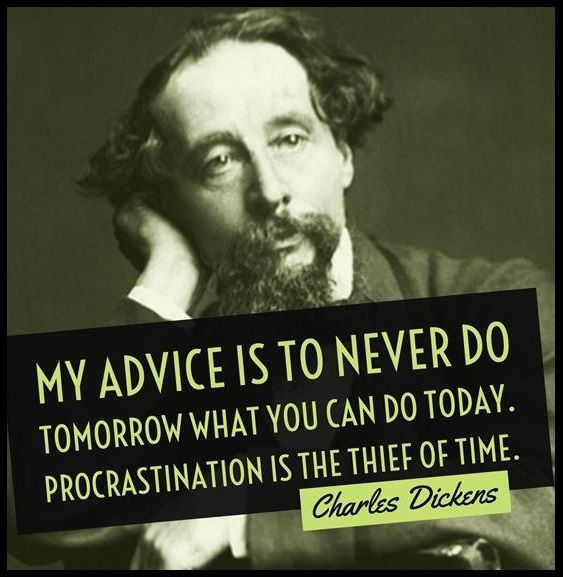 MY ADVICE IS TO NEVER DO
TOMORROW WHAT YOU CAN DO TODAY.
PROCRASTINATION IS THE THIEF OF TIME.
Charles Dickens